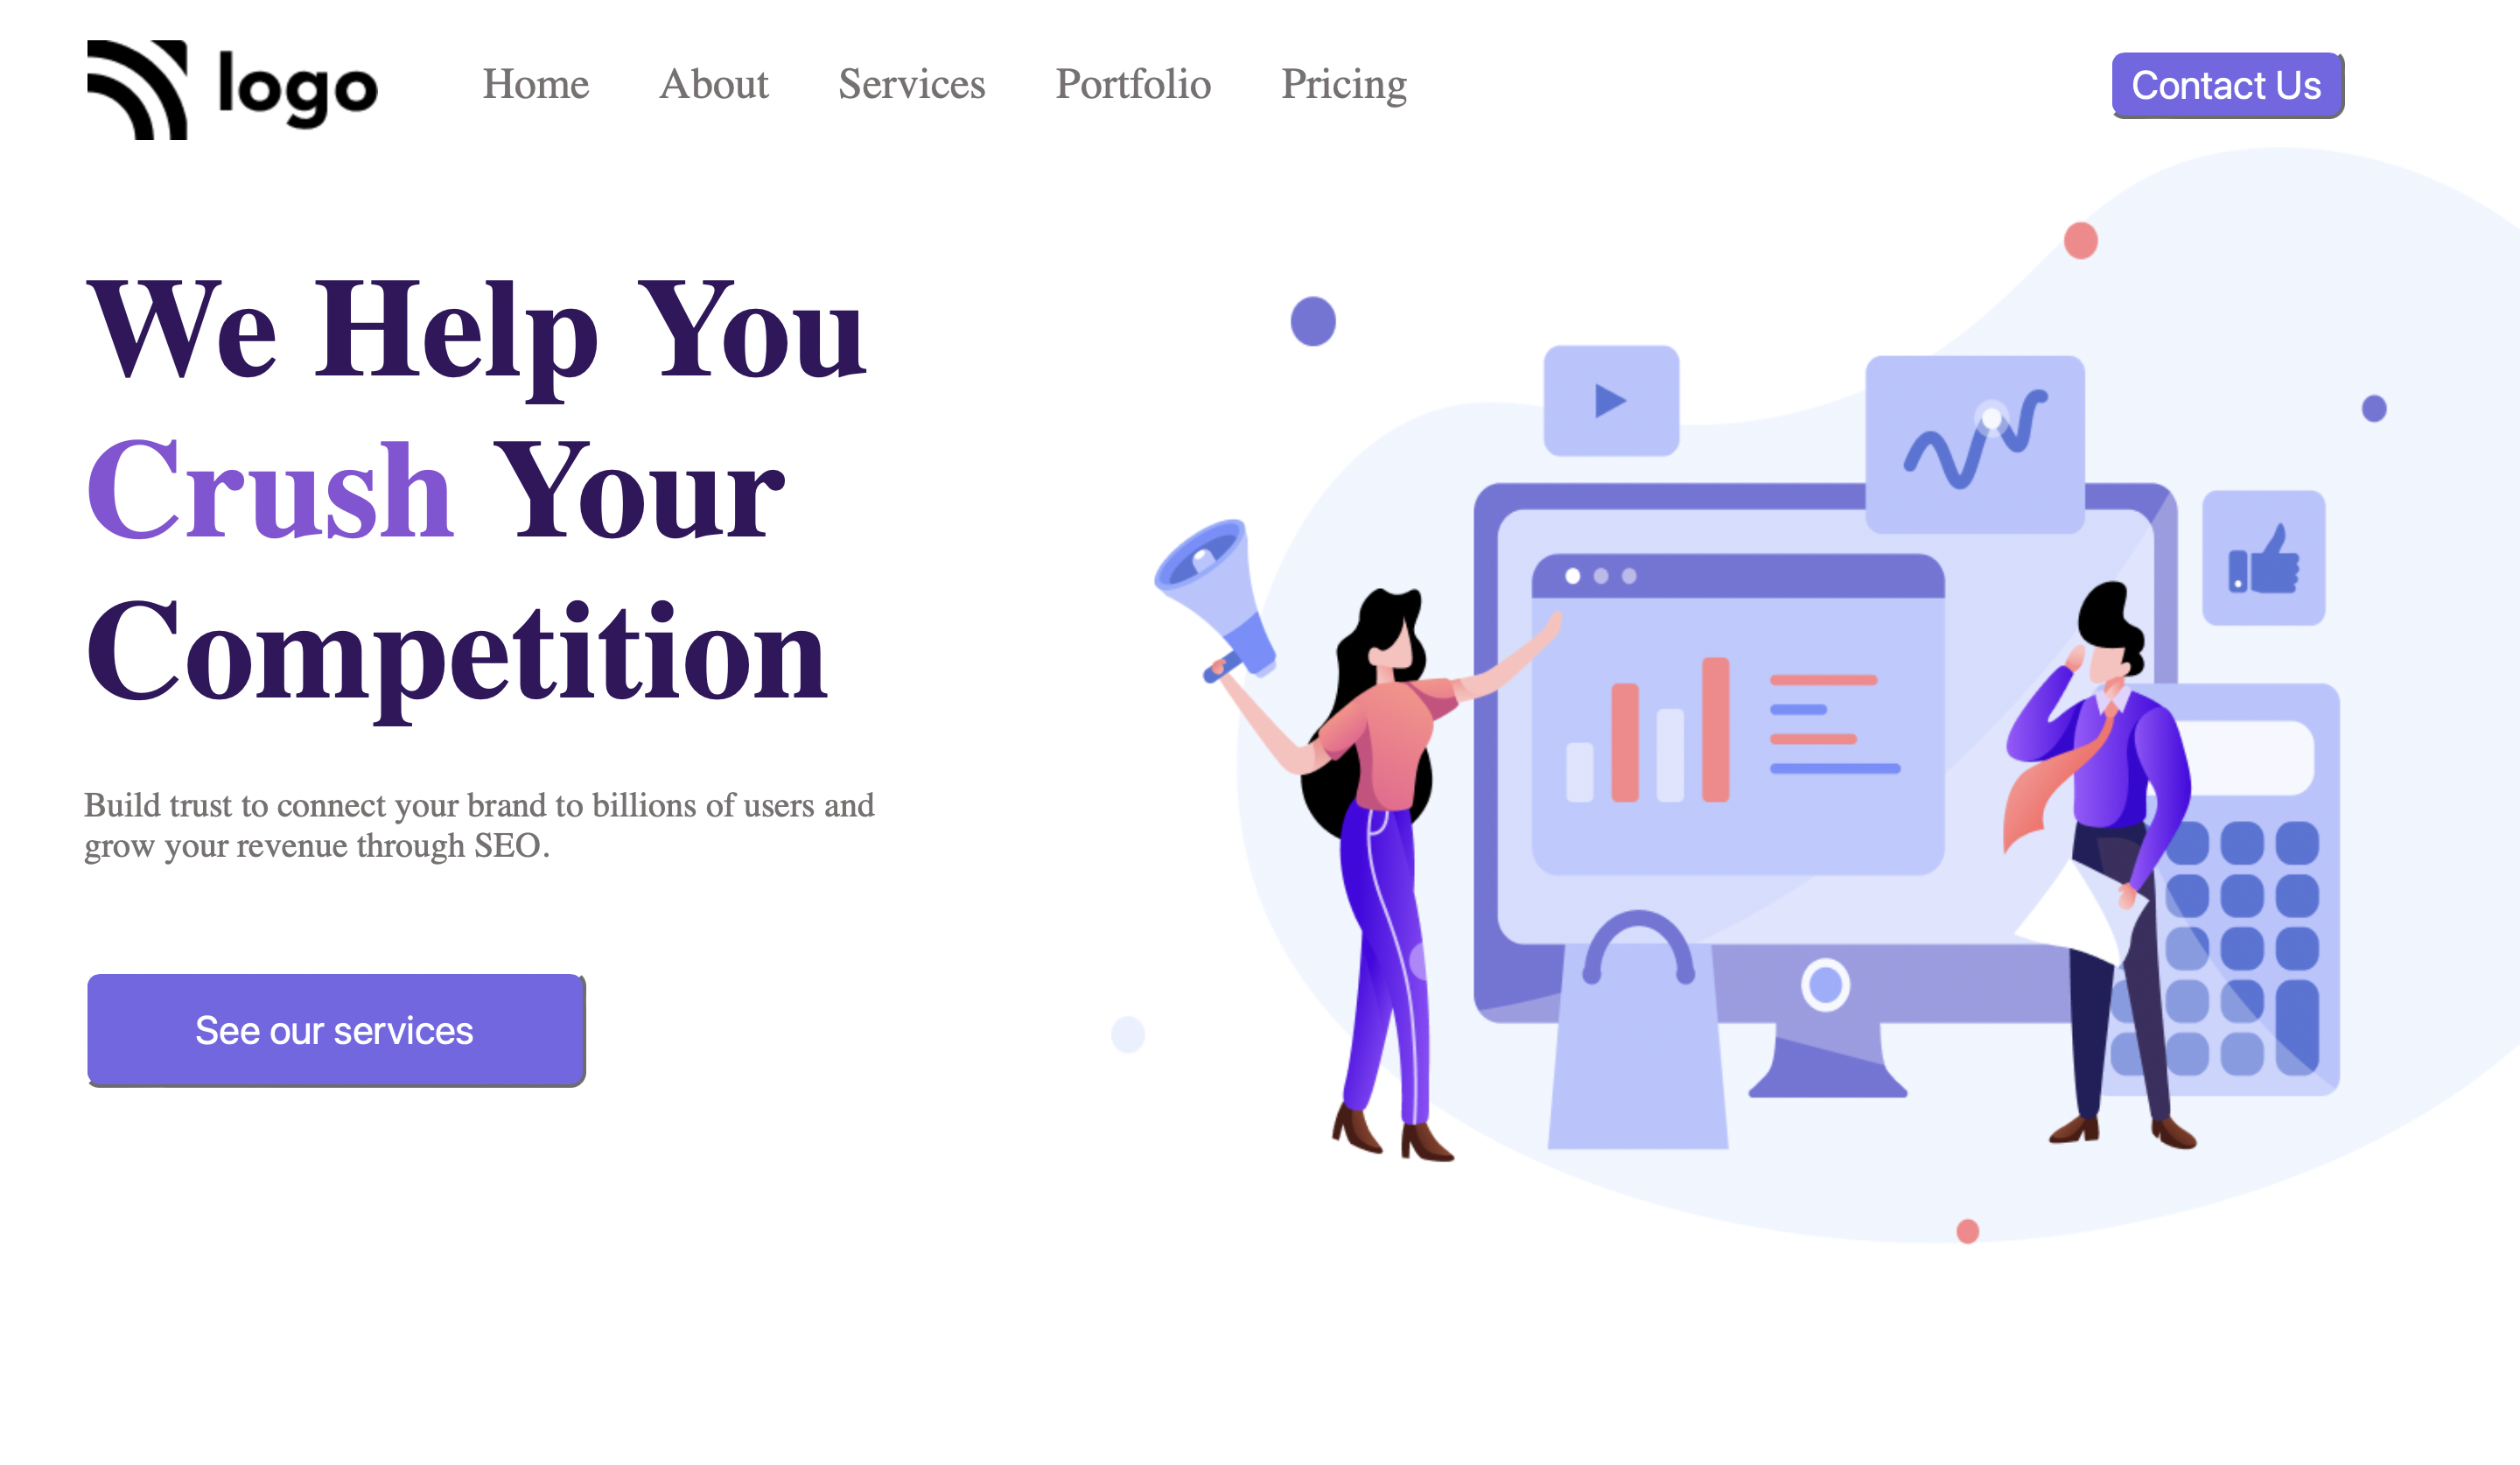 logo Home About Services Portfolio Pricing Contact Us
We Help You
Crush Your
Competition
Build trust to connect your brand to billions of users and
grow your revenue through SEO.
See our services